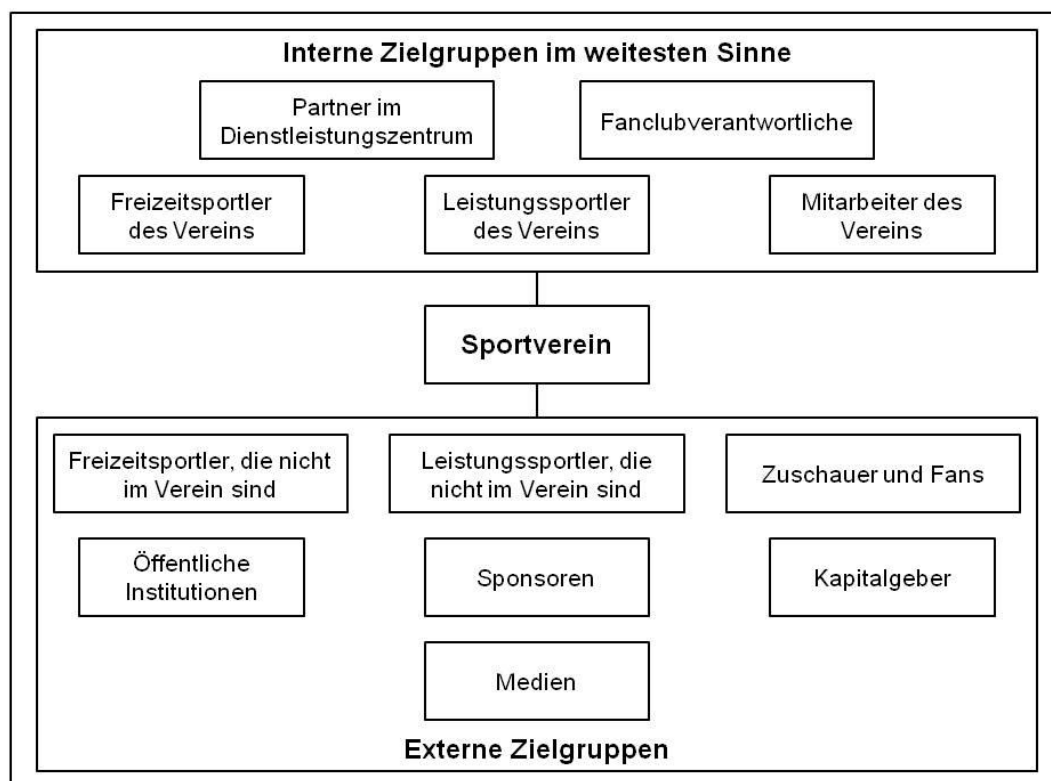 Interne Zielgruppen im weitesten Sinne
Partner im
Dienstleistungszentrum
Fanclubverantwortliche
Freizeitsportler
des Vereins
Leistungssportler
des Vereins
Mitarbeiter des
Vereins
Sportverein
Freizeitsportler, die nicht
im Verein sind
Leistungssportler, die
nicht im Verein sind
Zuschauer und Fans
Öffentliche
Institutionen
Sponsoren
Kapitalgeber
Medien
Externe Zielgruppen